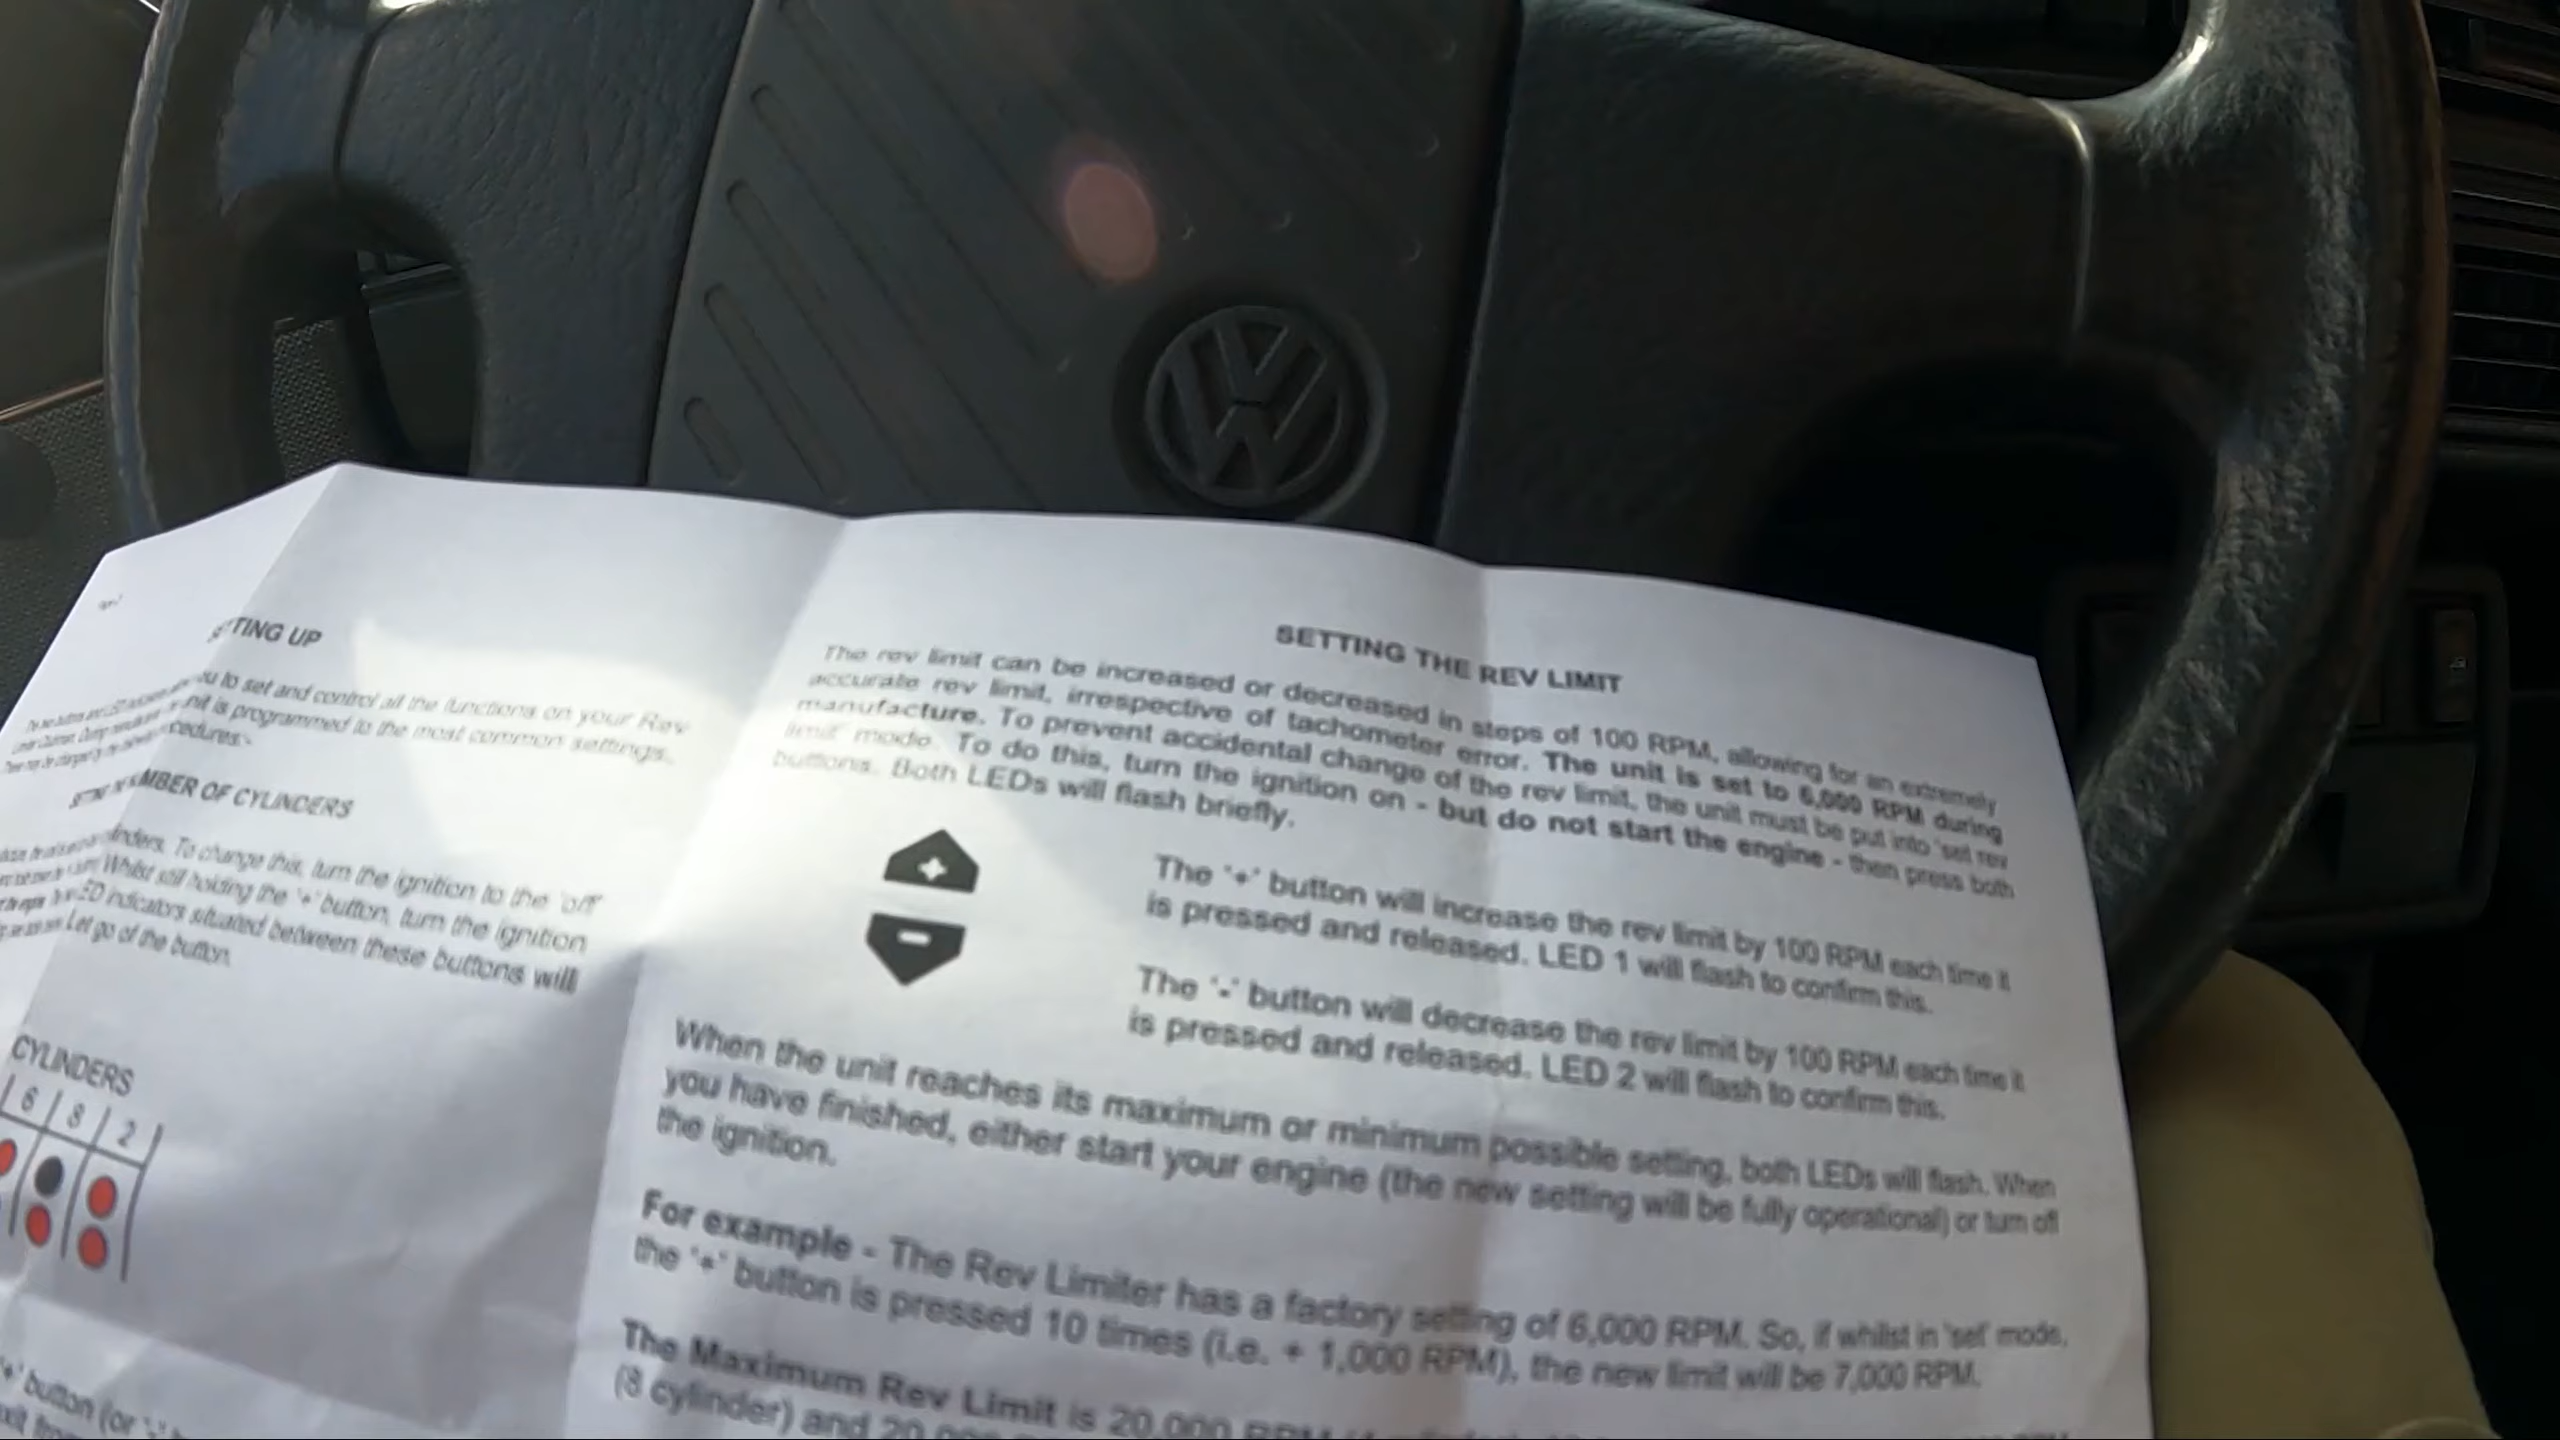 TING UP
u to set and control all the functions on your Rev
nit is programmed to the most common settings.
cedures:-
MBER OF CYLINDERS
inders. To change this, turn the ignition to the 'off'
Whilst still holding the '+' button, turn the ignition
LED indicators situated between these buttons will
Let go of the button.
CYLINDERS
6 8 2
'+' button (or '-'
SETTING THE REV LIMIT
The rev limit can be increased or decreased in steps of 100 RPM, allowing for an extremely
accurate rev limit, irrespective of tachometer error. The unit is set to 6,000 RPM during
manufacture. To prevent accidental change of the rev limit, the unit must be put into 'set rev
limit' mode. To do this, turn the ignition on - but do not start the engine - then press both
buttons. Both LEDs will flash briefly.
+
The '+' button will increase the rev limit by 100 RPM each time it
is pressed and released. LED 1 will flash to confirm this.
-
The '-' button will decrease the rev limit by 100 RPM each time it
is pressed and released. LED 2 will flash to confirm this.
When the unit reaches its maximum or minimum possible setting, both LEDs will flash. When
you have finished, either start your engine (the new setting will be fully operational) or turn off
the ignition.
For example - The Rev Limiter has a factory setting of 6,000 RPM. So, if whilst in 'set' mode,
the '+' button is pressed 10 times (i.e. + 1,000 RPM), the new limit will be 7,000 RPM.
The Maximum Rev Limit is 20,000 RPM
(8 cylinder) and